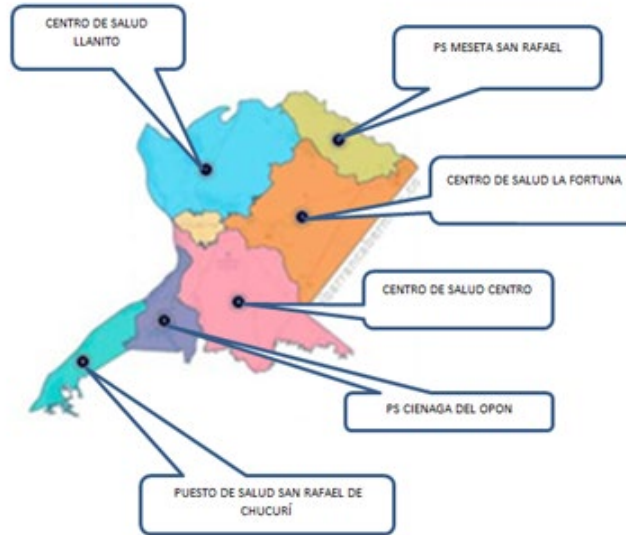 CENTRO DE SALUD
LLANITO
PS MESETA SAN RAFAEL
CENTRO DE SALUD LA FORTUNA
CENTRO DE SALUD CENTRO
PS CIENAGA DEL OPON
PUESTO DE SALUD SAN RAFAEL DE
CHUCURÍ